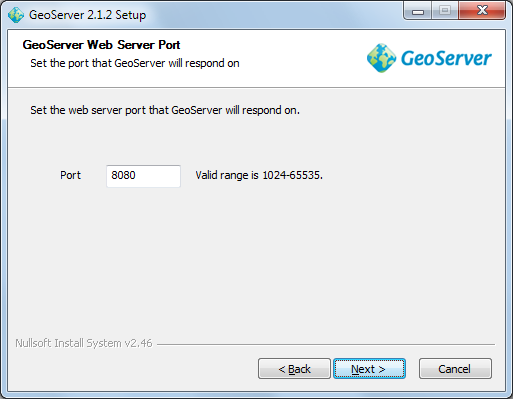 GeoServer 2.1.2 Setup
GeoServer Web Server Port
Set the port that GeoServer will respond on
GeoServer
Set the web server port that GeoServer will respond on.
Port 8080 Valid range is 1024-65535.
Nullsoft Install System v2.46
< Back Next > Cancel